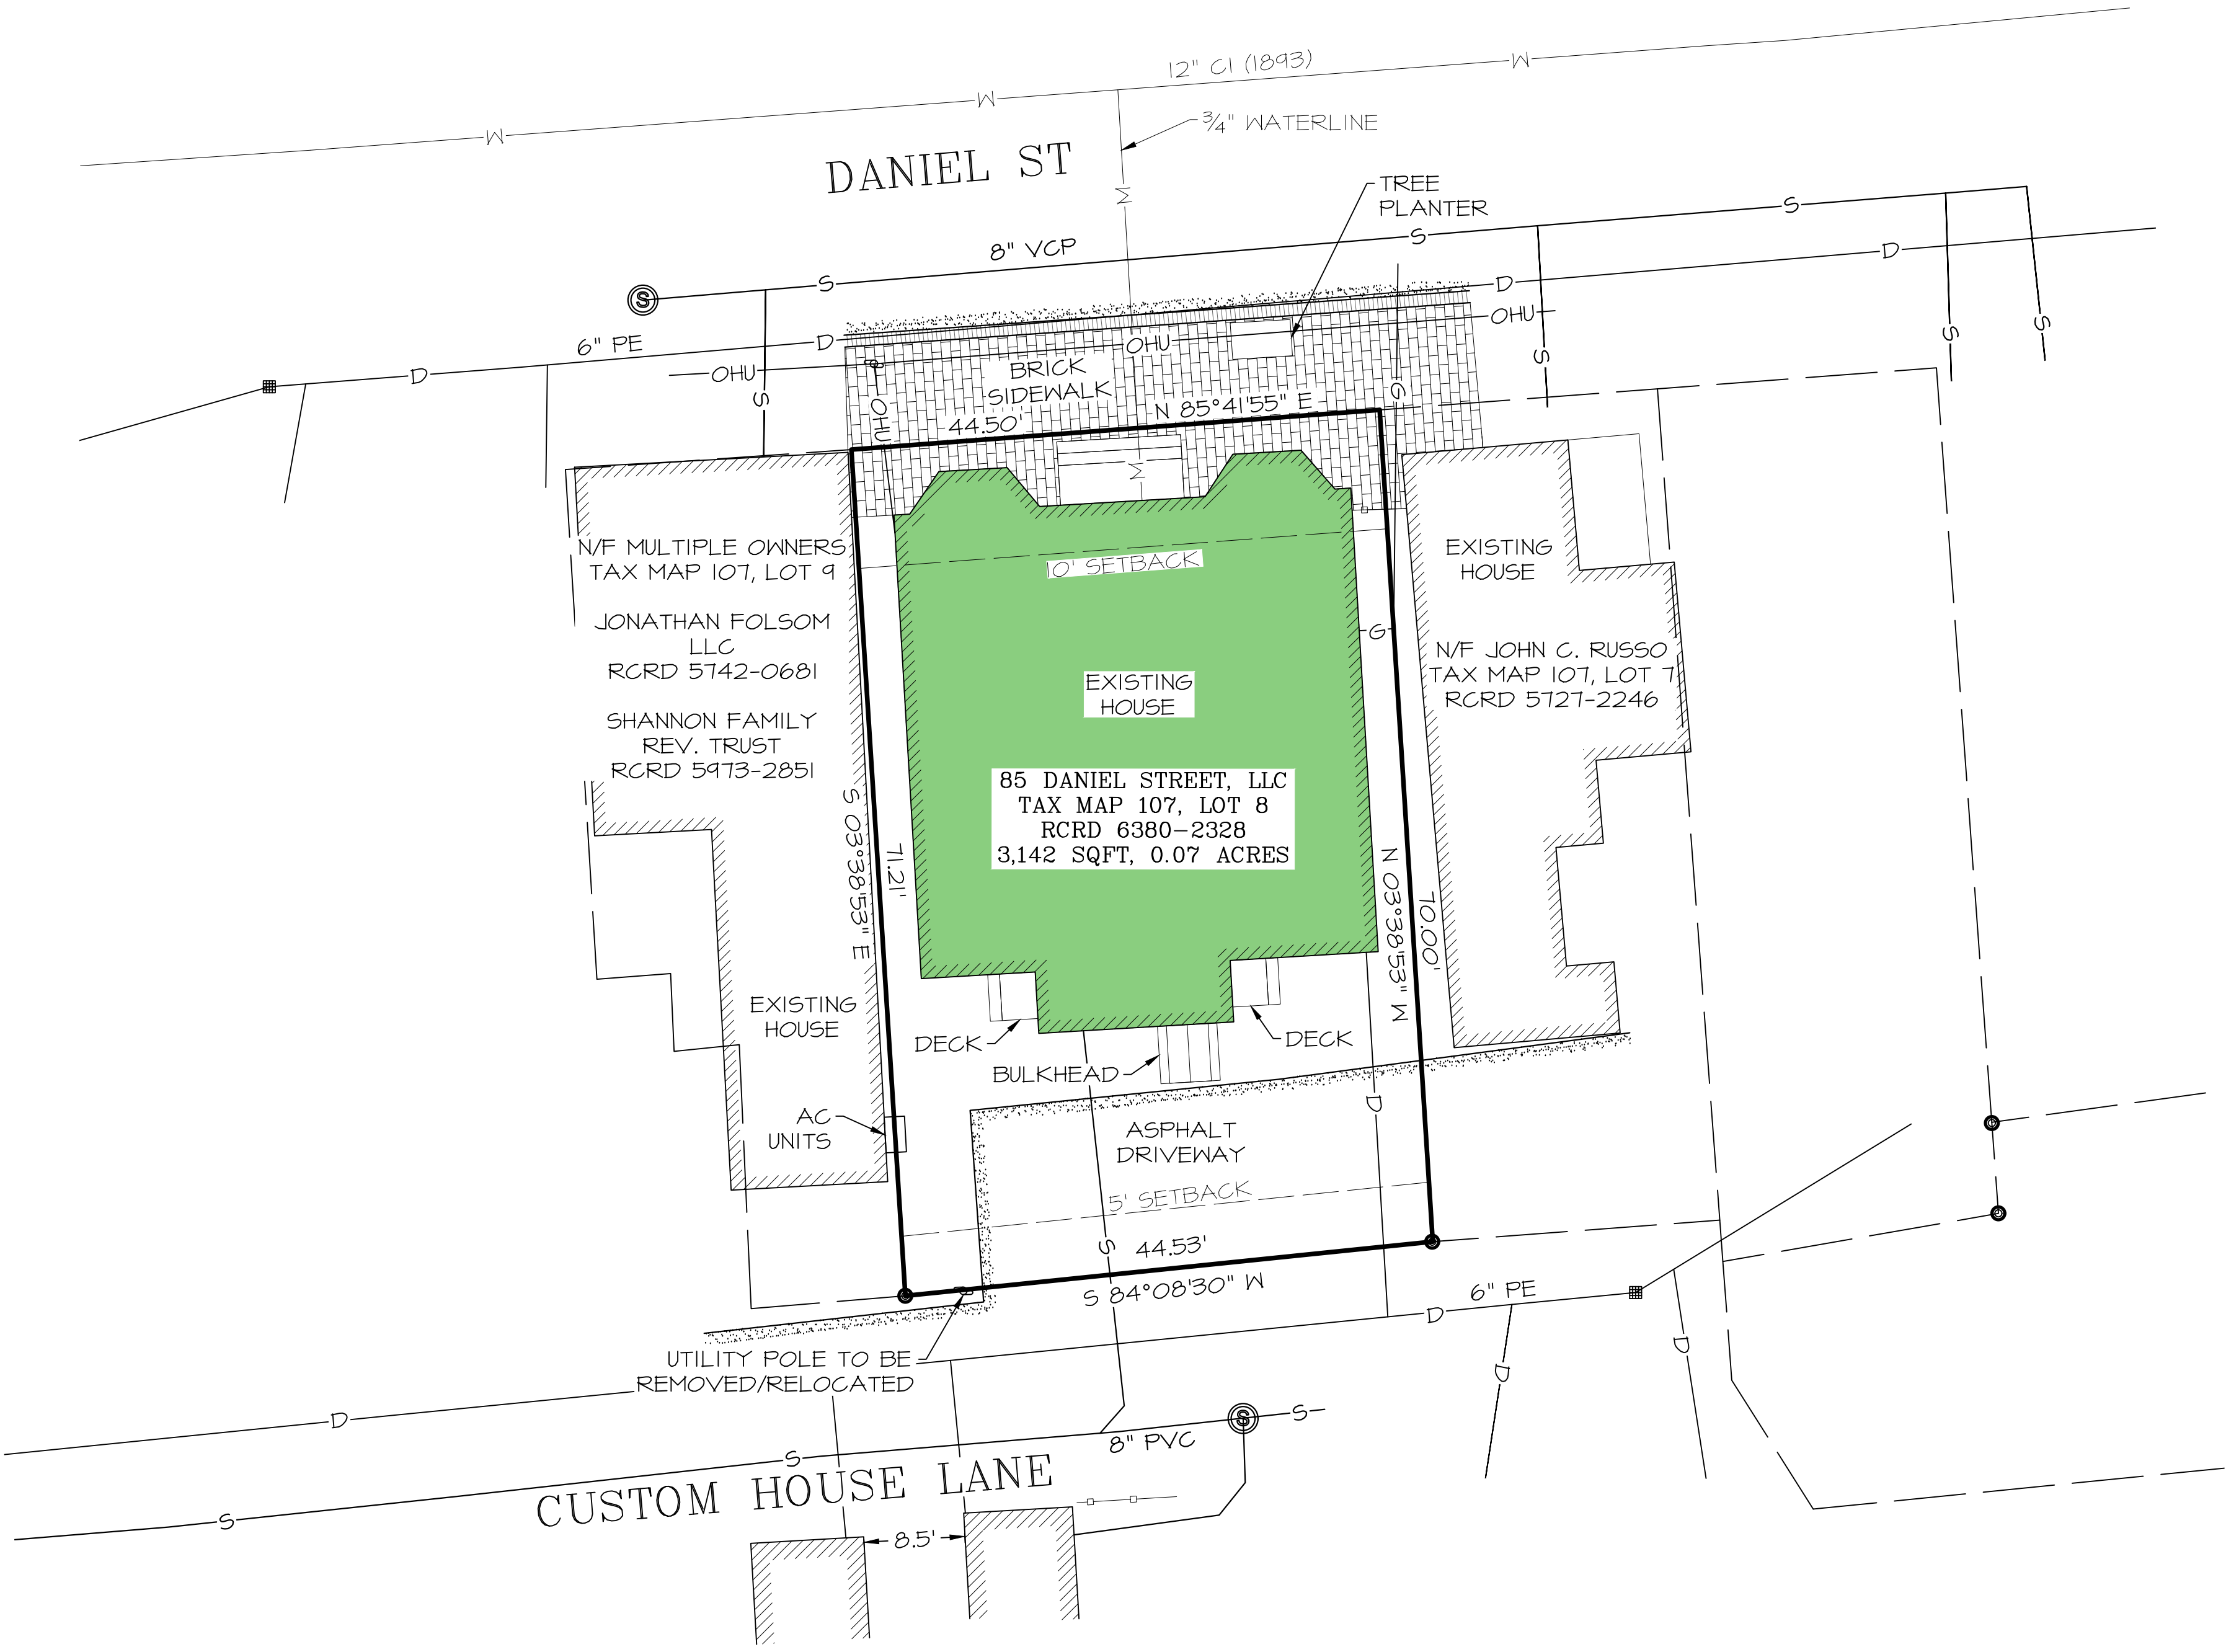 12" CI (1893)
W
W
W
3/4" WATERLINE
DANIEL ST
W
TREE
PLANTER
8" VCP
S
S
S
S
D
D
6" PE
D
D
OHU
OHU
OHU
S
S
S
S
BRICK
SIDEWALK
OHU
G
44.50'
N 85°41'55" E
W
10' SETBACK
N/F MULTIPLE OWNERS
TAX MAP 107, LOT 9
JONATHAN FOLSOM
LLC
RCRD 5742-0681
SHANNON FAMILY
REV. TRUST
RCRD 5973-2851
EXISTING
HOUSE
G
N/F JOHN C. RUSSO
TAX MAP 107, LOT 7
RCRD 5727-2246
EXISTING
HOUSE
85 DANIEL STREET, LLC
TAX MAP 107, LOT 8
RCRD 6380-2328
3,142 SQFT, 0.07 ACRES
S 03°38'53" E
71.21'
N 03°38'53" W
70.00'
EXISTING
HOUSE
DECK
DECK
BULKHEAD
AC
UNITS
ASPHALT
DRIVEWAY
D
5' SETBACK
S
44.53'
S 84°08'30" W
6" PE
D
D
D
UTILITY POLE TO BE
REMOVED/RELOCATED
D
S
S
8" PVC
S
CUSTOM HOUSE LANE
S
8.5'